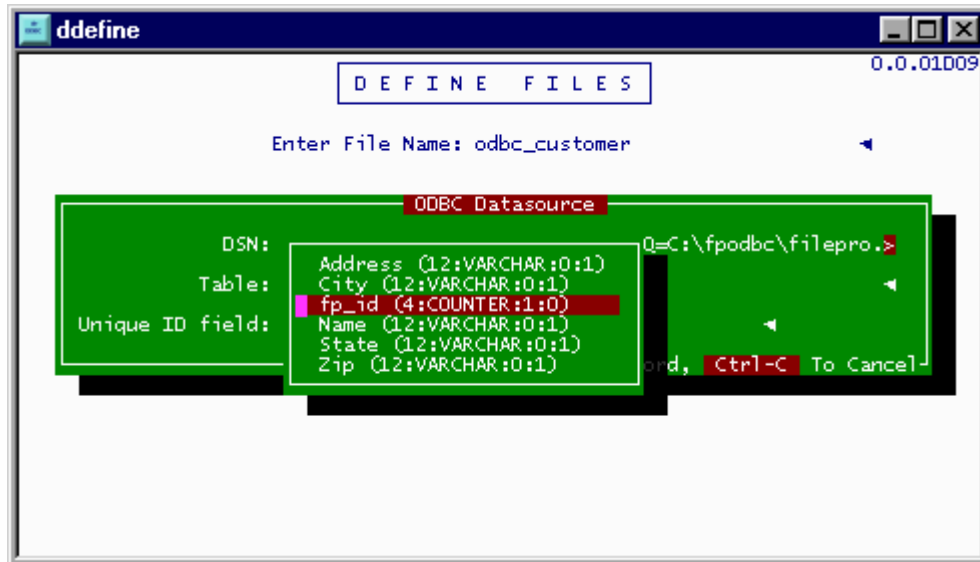 ddefine
0.0.01D09
D E F I N E F I L E S
Enter File Name: odbc_customer
ODBC Datasource
DSN: Q=C:\fpodbc\filepro.>
Address (12:VARCHAR:0:1)
Table: City (12:VARCHAR:0:1)
fp_id (4:COUNTER:1:0)
Unique ID field: Name (12:VARCHAR:0:1)
State (12:VARCHAR:0:1)
Zip (12:VARCHAR:0:1) ord, Ctrl-C To Cancel